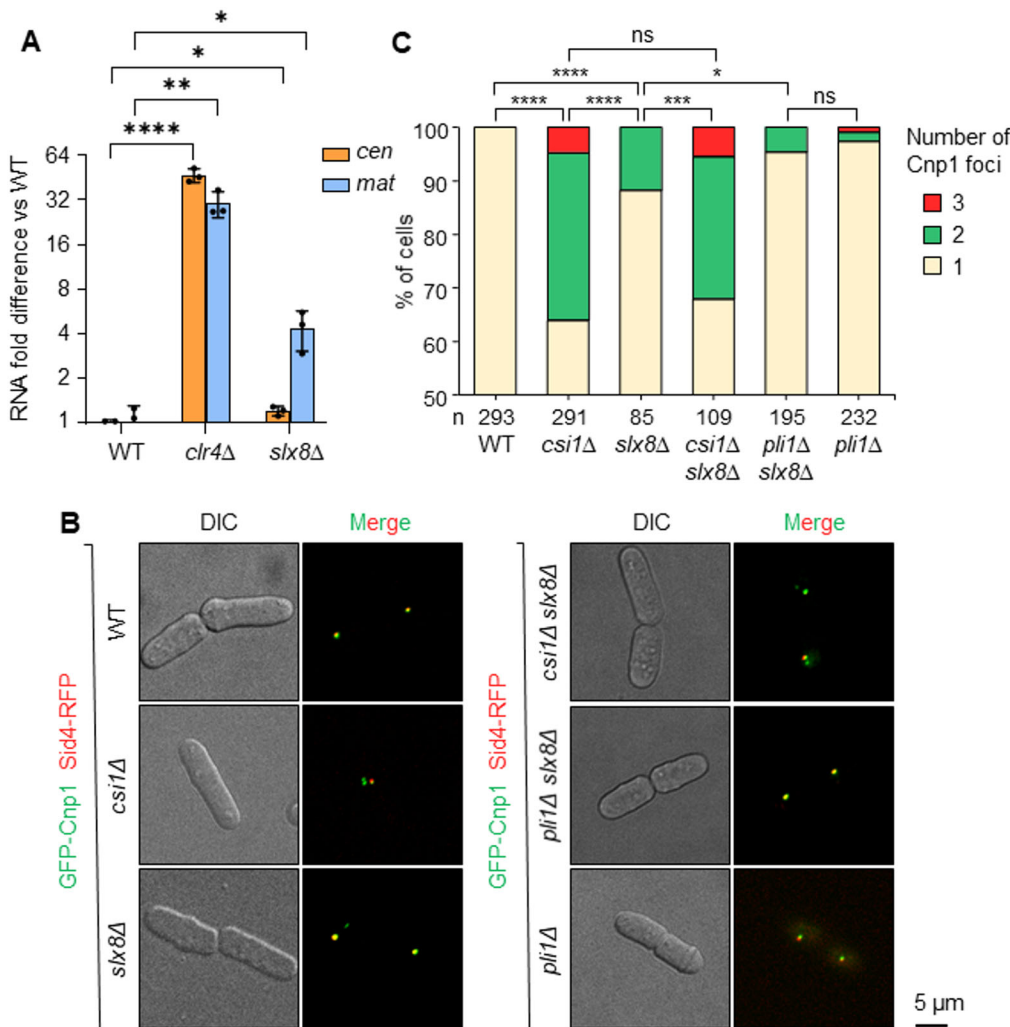 A
*
*
**
****
RNA fold difference vs WT
64
32
16
8
4
2
1
cen
mat
WT
clr4Δ
slx8Δ
C
ns
****
*
****
****
***
ns
% of cells
100
90
80
70
60
50
Number of
Cnp1 foci
3
2
1
n 293 291 85 109 195 232
WT csi1Δ slx8Δ csi1Δ pli1Δ pli1Δ
slx8Δ slx8Δ
B
DIC Merge
GFP-Cnp1 Sid4-RFP
WT
csi1Δ
slx8Δ
DIC Merge
GFP-Cnp1 Sid4-RFP
csi1Δ slx8Δ
pli1Δ slx8Δ
pli1Δ
5 µm